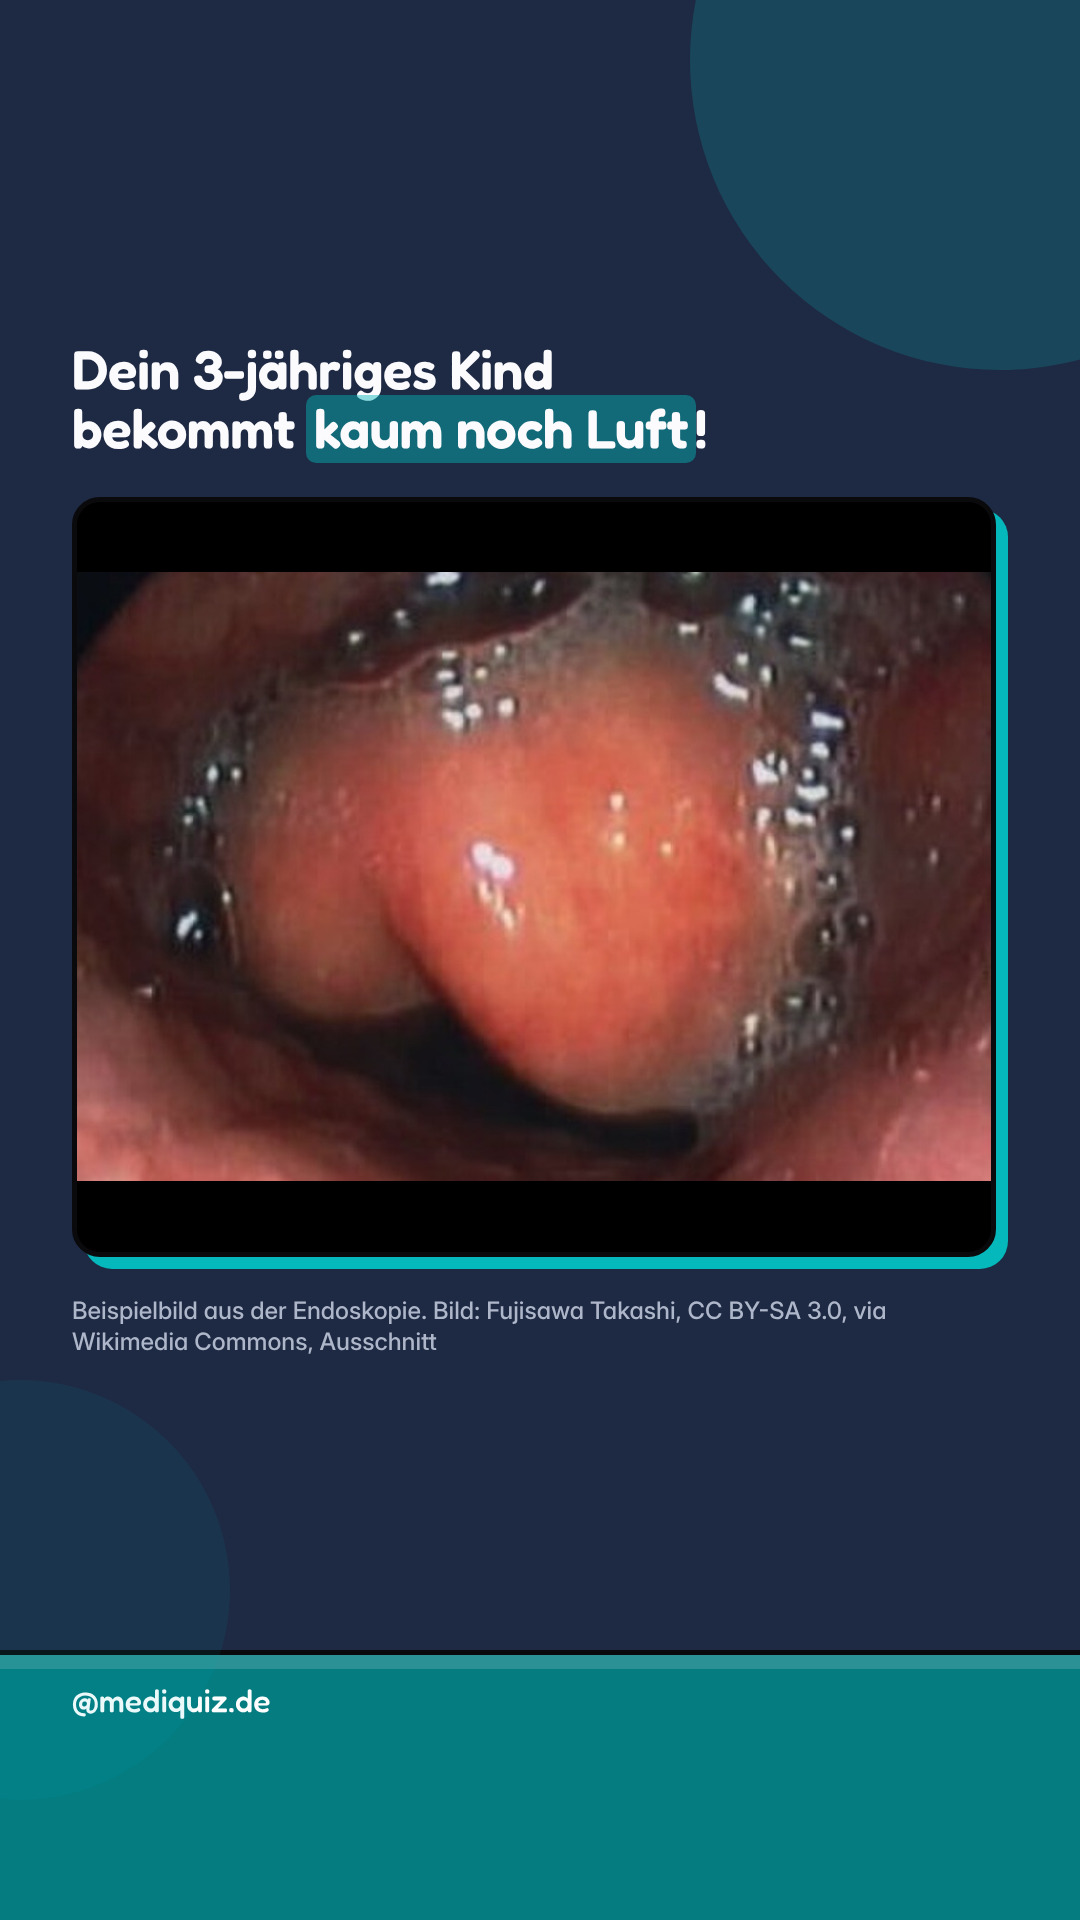 Dein 3-jähriges Kind
bekommt kaum noch Luft!
Beispielbild aus der Endoskopie. Bild: Fujisawa Takashi, CC BY-SA 3.0, via
Wikimedia Commons, Ausschnitt
@mediquiz.de